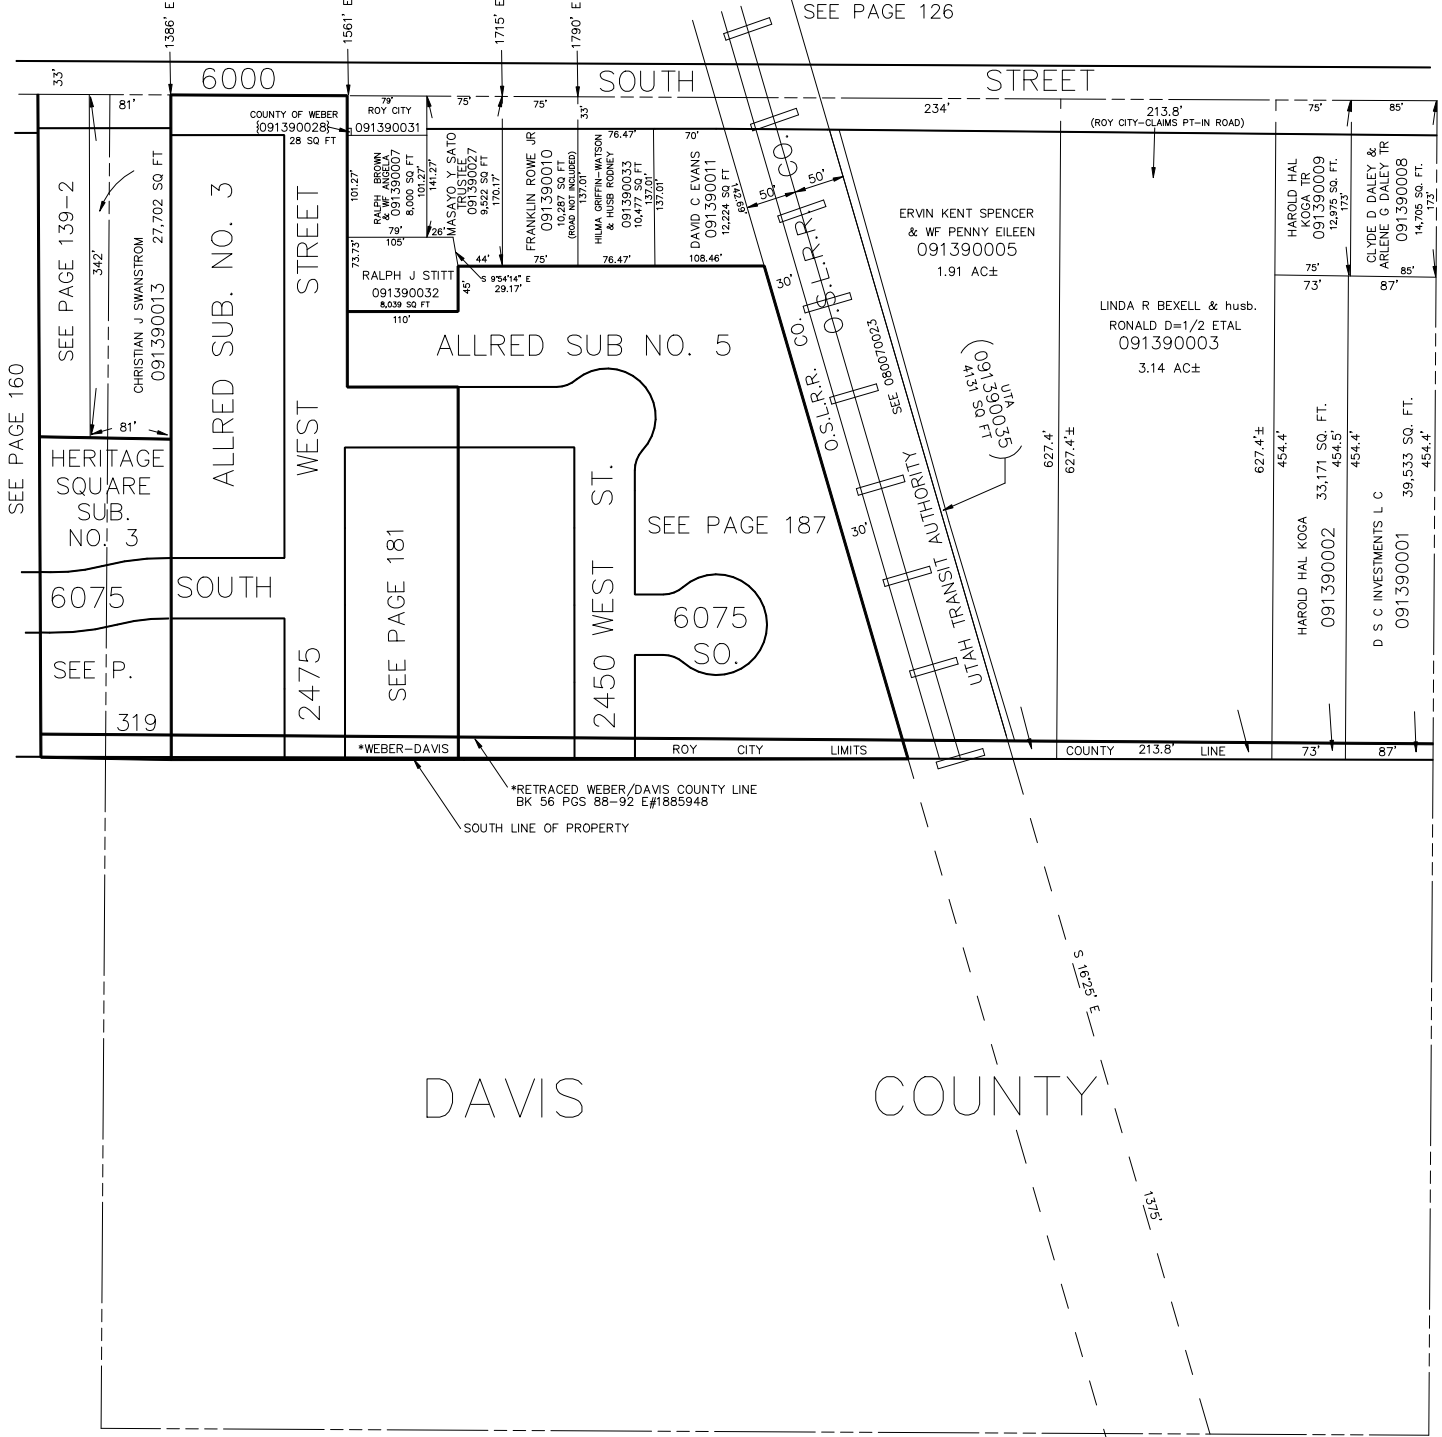 SEE PAGE 126
1386' E
1561' E
1715' E
1790' E
33'
6000 SOUTH STREET
81'
COUNTY OF WEBER
{091390028}
28 SQ FT
79'
ROY CITY
091390031
75'
75'
33'
234'
213.8'
(ROY CITY-CLAIMS PT-IN ROAD)
75'
85'
SEE PAGE 139-2
342'
CHRISTIAN J SWANSTROM
091390013 27,702 SQ FT
81'
ALLRED SUB. NO. 3
2475 WEST STREET
101.27'
RALPH BROWN
& WF ANGELA
091390007
8,000 SQ FT
101.27'
141.27'
79'
MASAYO Y SATO
TRUSTEE
091390027
9,522 SQ FT
170.17'
26'
44'
S 9°54'14" E
29.17'
FRANKLIN ROWE JR
091390010
10,287 SQ FT
(ROAD NOT INCLUDED)
137.01'
75'
76.47'
HILMA GRIFFIN-WATSON
& HUSB RODNEY
091390033
10,477 SQ FT
137.01'
137.01'
76.47'
70'
DAVID C EVANS
091390011
12,224 SQ FT
142.69'
108.46'
105'
73.73'
RALPH J STITT
091390032
8,039 SQ FT
45'
110'
ALLRED SUB NO. 5
50'
50'
30'
30'
O.S.L.R.R. CO.
O.S.L.R.R. CO.
SEE 080070023
UTAH TRANSIT AUTHORITY
UTA
(091390035)
4131 SQ FT
ERVIN KENT SPENCER
& WF PENNY EILEEN
091390005
1.91 AC±
627.4'
627.4'±
LINDA R BEXELL & husb.
RONALD D=1/2 ETAL
091390003
3.14 AC±
627.4'±
HAROLD HAL
KOGA TR
091390009
12,975 SQ. FT.
173'
75'
CLYDE D DALEY &
ARLENE G DALEY TR
091390008
14,705 SQ. FT.
173'
85'
73'
454.4'
HAROLD HAL KOGA
091390002
33,171 SQ. FT.
454.5'
87'
454.4'
D S C INVESTMENTS L C
091390001
39,533 SQ. FT.
454.4'
SEE PAGE 160
HERITAGE
SQUARE
SUB.
NO. 3
6075 SOUTH
SEE P.
319
SEE PAGE 181
2450 WEST ST.
SEE PAGE 187
6075
SO.
*WEBER-DAVIS
ROY CITY LIMITS
COUNTY 213.8' LINE
73'
87'
*RETRACED WEBER/DAVIS COUNTY LINE
BK 56 PGS 88-92 E#1885948
SOUTH LINE OF PROPERTY
S 16°25' E
1375'
DAVIS COUNTY